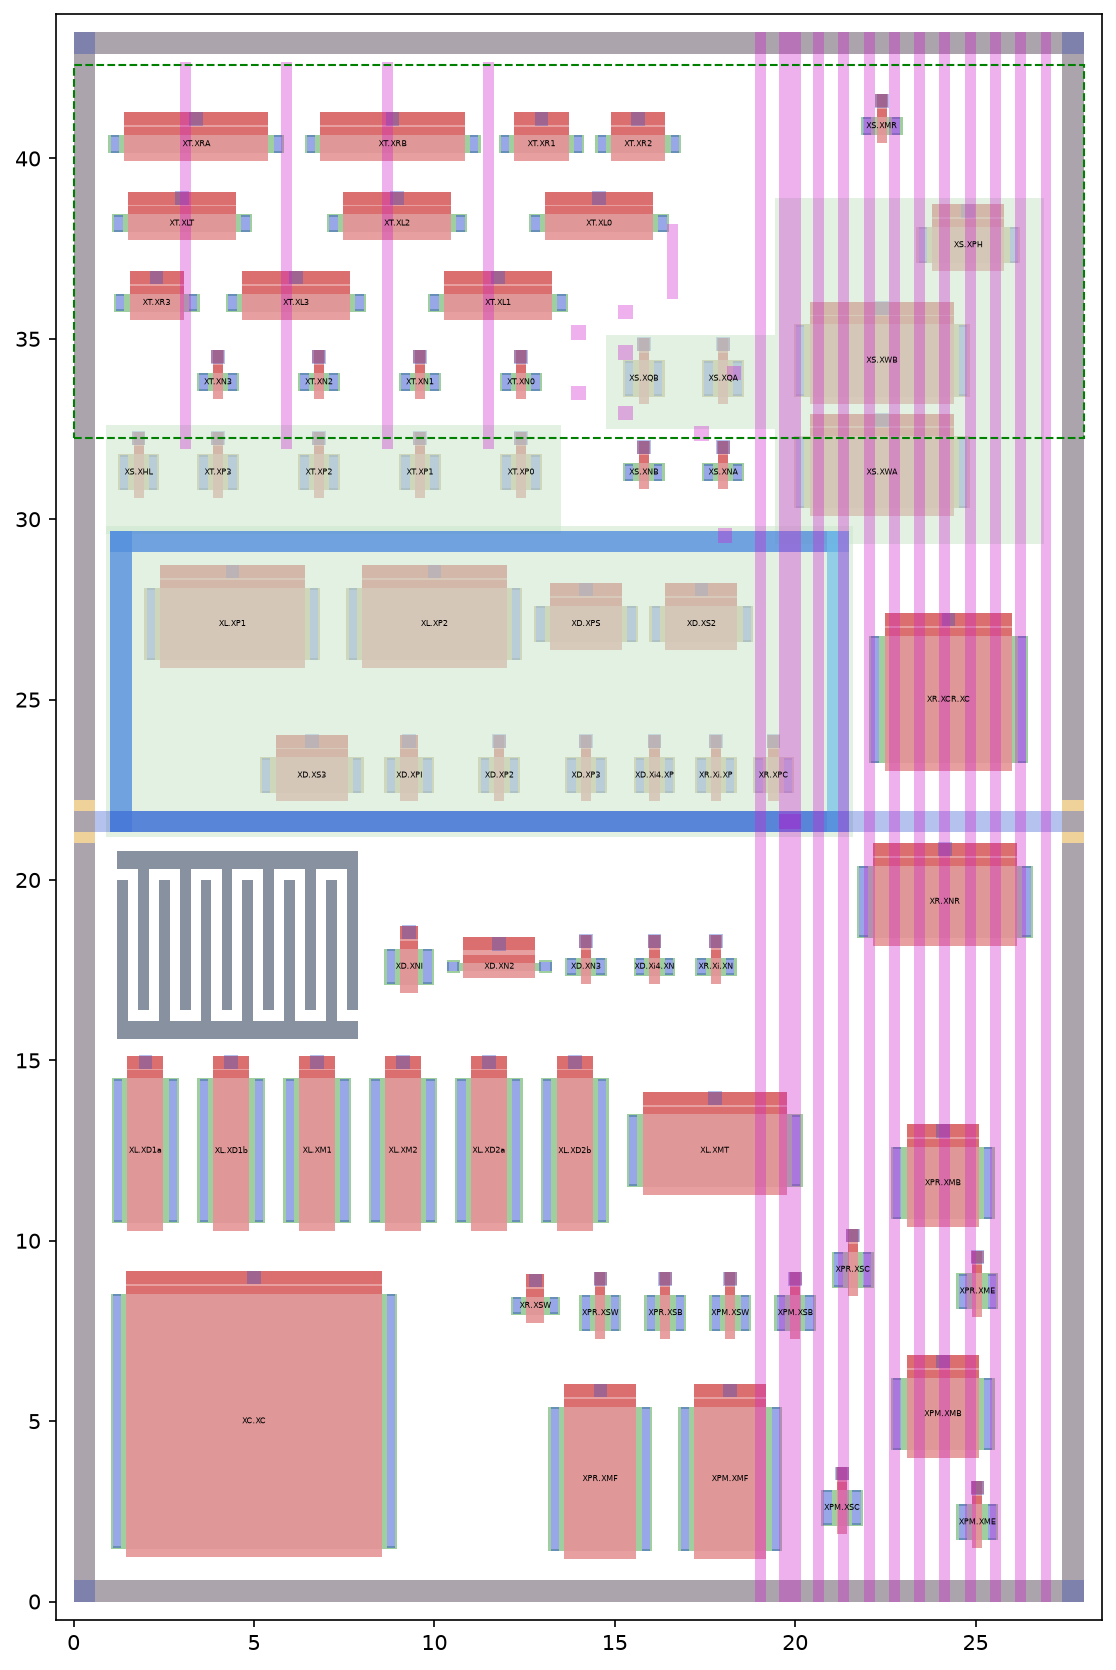 XS.XMR
XT.XRA XT.XRB XT.XR1 XT.XR2
40
XT.XLT XT.XL2 XT.XL0
XS.XPH
XT.XR3 XT.XL3 XT.XL1
35
XS.XWB
XT.XN3 XT.XN2 XT.XN1 XT.XN0 XS.XQB XS.XQA
XS.XHL XT.XP3 XT.XP2 XT.XP1 XT.XP0 XS.XNB XS.XNA XS.XWA
30
XL.XP1 XL.XP2 XD.XPS XD.XS2
25
XR.XCR.XC
XD.XS3 XD.XPI XD.XP2 XD.XP3 XD.Xi4.XP XR.Xi.XP XR.XPC
20
XR.XNR
XD.XNI XD.XN2 XD.XN3 XD.Xi4.XN XR.Xi.XN
15
XL.XD1a XL.XD1b XL.XM1 XL.XM2 XL.XD2a XL.XD2b XL.XMT
XPR.XMB
10
XPR.XSC
XPR.XME
XR.XSW XPR.XSW XPR.XSB XPM.XSW XPM.XSB
5
XC.XC
XPM.XMB
XPR.XMF XPM.XMF
XPM.XSC
XPM.XME
0
0 5 10 15 20 25